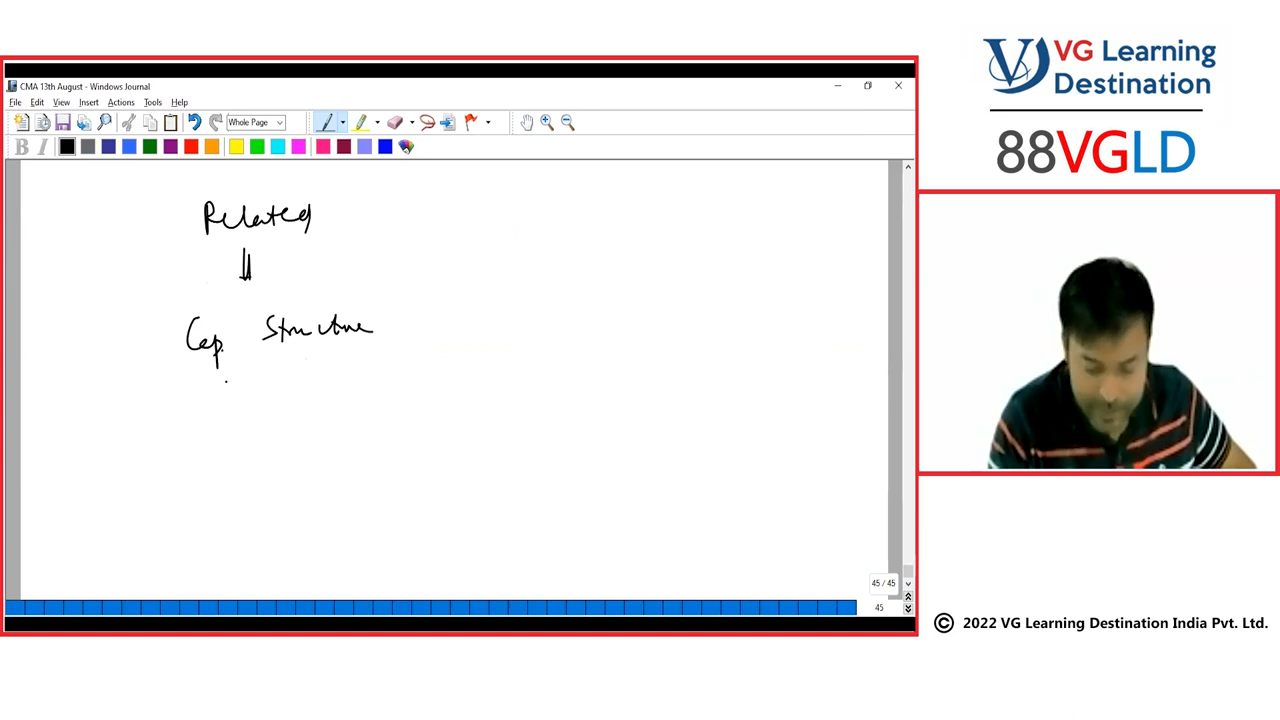 VG Learning
Destination
88VGLD
CMA 13th August - Windows Journal
File Edit View Insert Actions Tools Help
Whole Page
B I
Related
Cap. Structure
45 / 45
45
© 2022 VG Learning Destination India Pvt. Ltd.